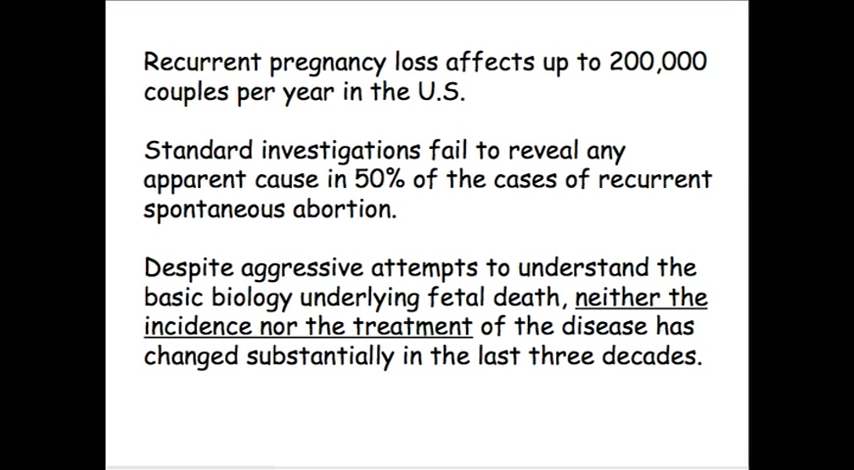 Recurrent pregnancy loss affects up to 200,000
couples per year in the U.S.
Standard investigations fail to reveal any
apparent cause in 50% of the cases of recurrent
spontaneous abortion.
Despite aggressive attempts to understand the
basic biology underlying fetal death, neither the
incidence nor the treatment of the disease has
changed substantially in the last three decades.